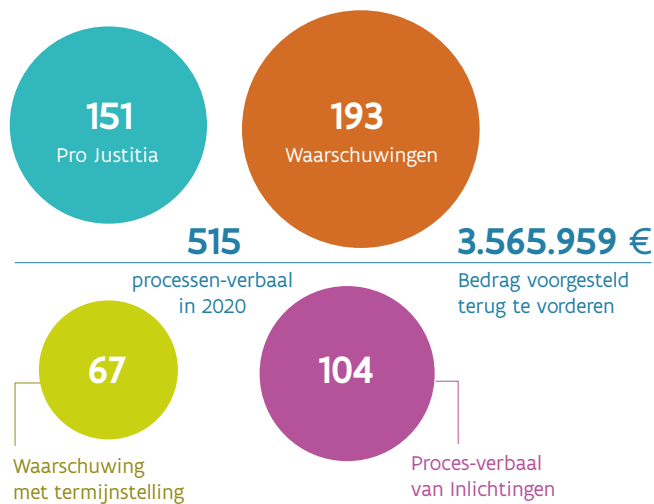 151
Pro Justitia
193
Waarschuwingen
515
processen-verbaal
in 2020
3.565.959 €
Bedrag voorgesteld
terug te vorderen
67
Waarschuwing
met termijnstelling
104
Proces-verbaal
van Inlichtingen